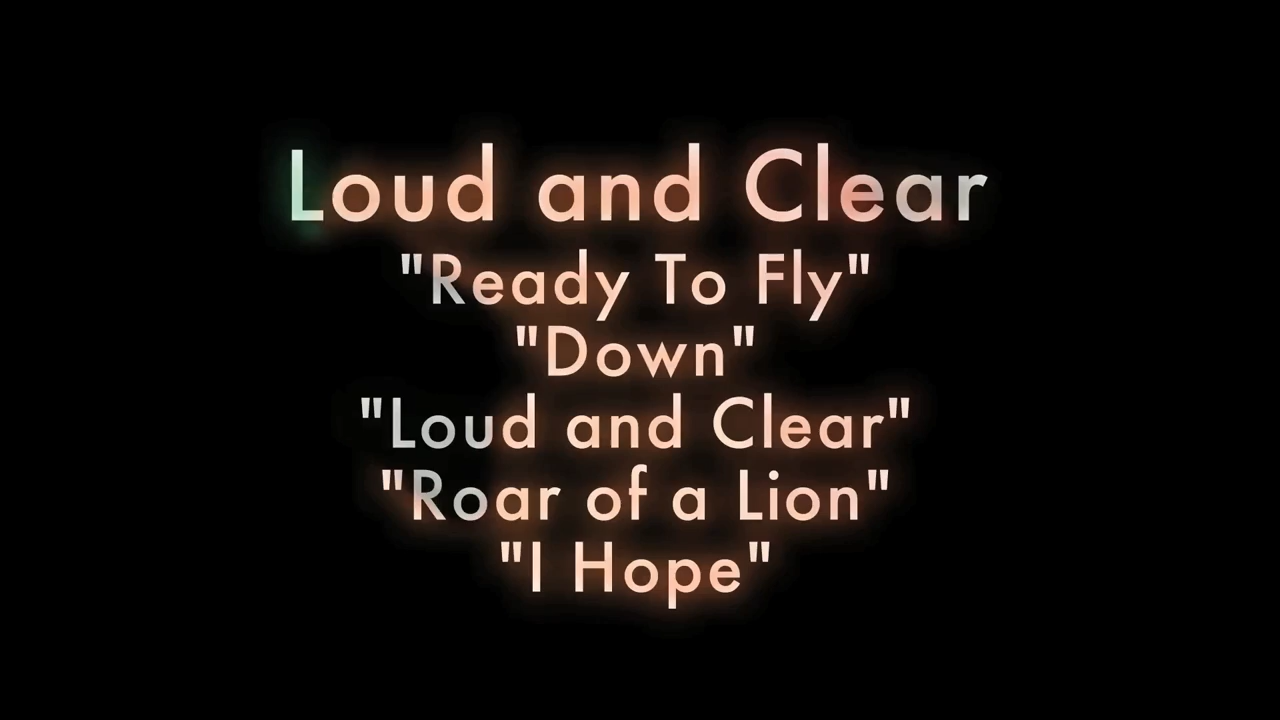 Loud and Clear
"Ready To Fly"
"Down"
"Loud and Clear"
"Roar of a Lion"
"I Hope"